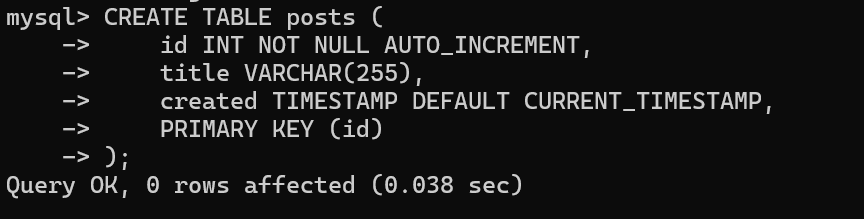 mysql> CREATE TABLE posts (
    ->     id INT NOT NULL AUTO_INCREMENT,
    ->     title VARCHAR(255),
    ->     created TIMESTAMP DEFAULT CURRENT_TIMESTAMP,
    ->     PRIMARY KEY (id)
    -> );
Query OK, 0 rows affected (0.038 sec)